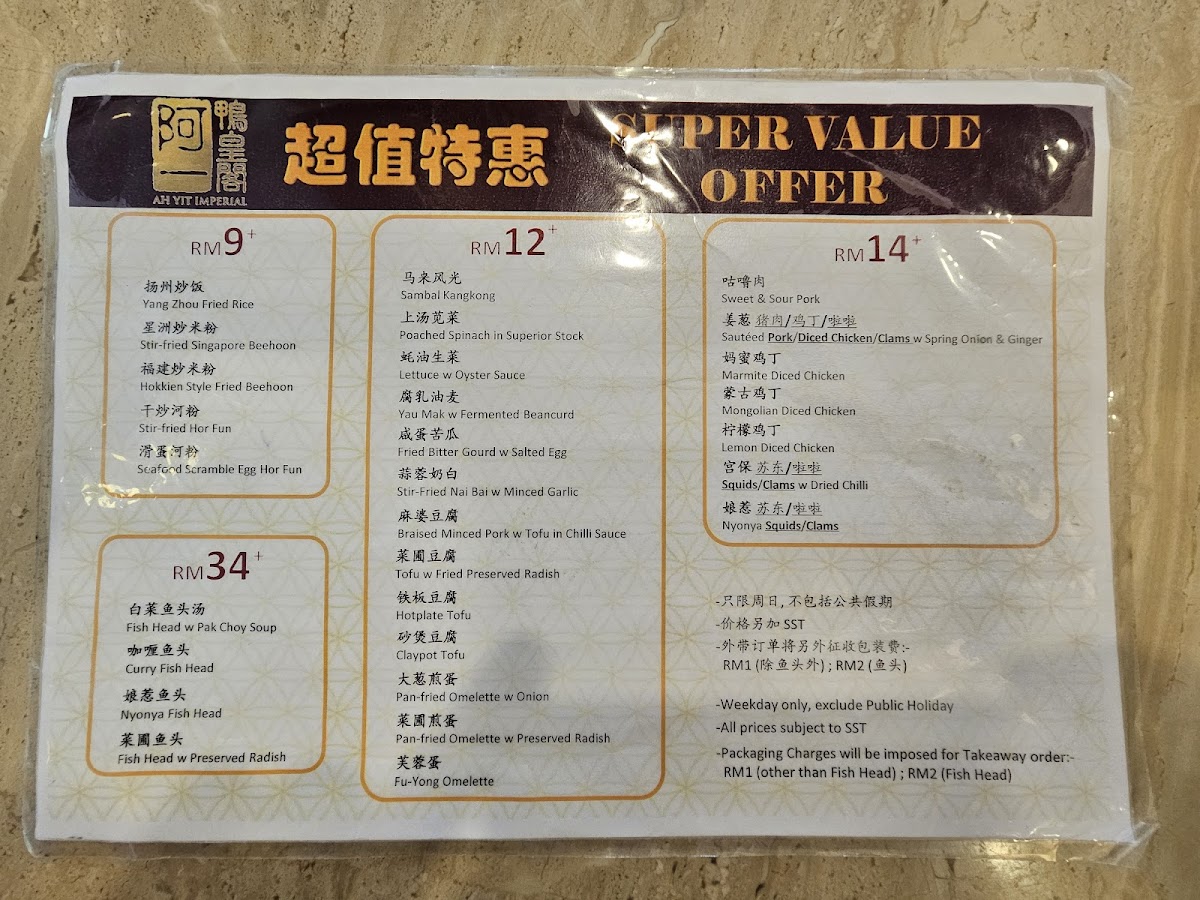 阿一
鴨皇閣
AH YIT IMPERIAL
超值特惠
SUPER VALUE
OFFER
RM9+
扬州炒饭
Yang Zhou Fried Rice
星洲炒米粉
Stir-fried Singapore Beehoon
福建炒米粉
Hokkien Style Fried Beehoon
干炒河粉
Stir-fried Hor Fun
滑蛋河粉
Seafood Scramble Egg Hor Fun
RM34+
白菜鱼头汤
Fish Head w Pak Choy Soup
咖喱鱼头
Curry Fish Head
娘惹鱼头
Nyonya Fish Head
菜圃鱼头
Fish Head w Preserved Radish
RM12+
马来风光
Sambal Kangkong
上汤苋菜
Poached Spinach in Superior Stock
蚝油生菜
Lettuce w Oyster Sauce
腐乳油麦
Yau Mak w Fermented Beancurd
咸蛋苦瓜
Fried Bitter Gourd w Salted Egg
蒜蓉奶白
Stir-Fried Nai Bai w Minced Garlic
麻婆豆腐
Braised Minced Pork w Tofu in Chilli Sauce
菜圃豆腐
Tofu w Fried Preserved Radish
铁板豆腐
Hotplate Tofu
砂煲豆腐
Claypot Tofu
大葱煎蛋
Pan-fried Omelette w Onion
菜圃煎蛋
Pan-fried Omelette w Preserved Radish
芙蓉蛋
Fu-Yong Omelette
RM14+
咕噜肉
Sweet & Sour Pork
姜葱 猪肉/鸡丁/啦啦
Sautéed Pork/Diced Chicken/Clams w Spring Onion & Ginger
妈蜜鸡丁
Marmite Diced Chicken
蒙古鸡丁
Mongolian Diced Chicken
柠檬鸡丁
Lemon Diced Chicken
宫保 苏东/啦啦
Squids/Clams w Dried Chilli
娘惹 苏东/啦啦
Nyonya Squids/Clams
-只限周日, 不包括公共假期
-价格另加 SST
-外带订单将另外征收包装费:-
RM1 (除鱼头外) ; RM2 (鱼头)
-Weekday only, exclude Public Holiday
-All prices subject to SST
-Packaging Charges will be imposed for Takeaway order:-
RM1 (other than Fish Head) ; RM2 (Fish Head)